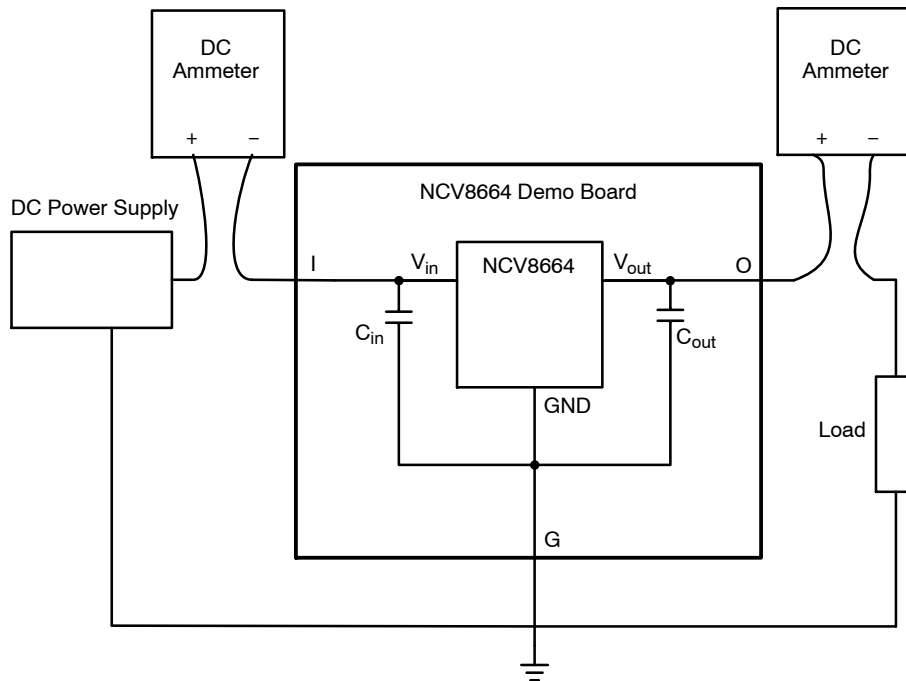 DC
Ammeter
+ −
DC
Ammeter
+ −
DC Power Supply
NCV8664 Demo Board
I
Vin
NCV8664
Vout
O
Cin
Cout
GND
Load
G